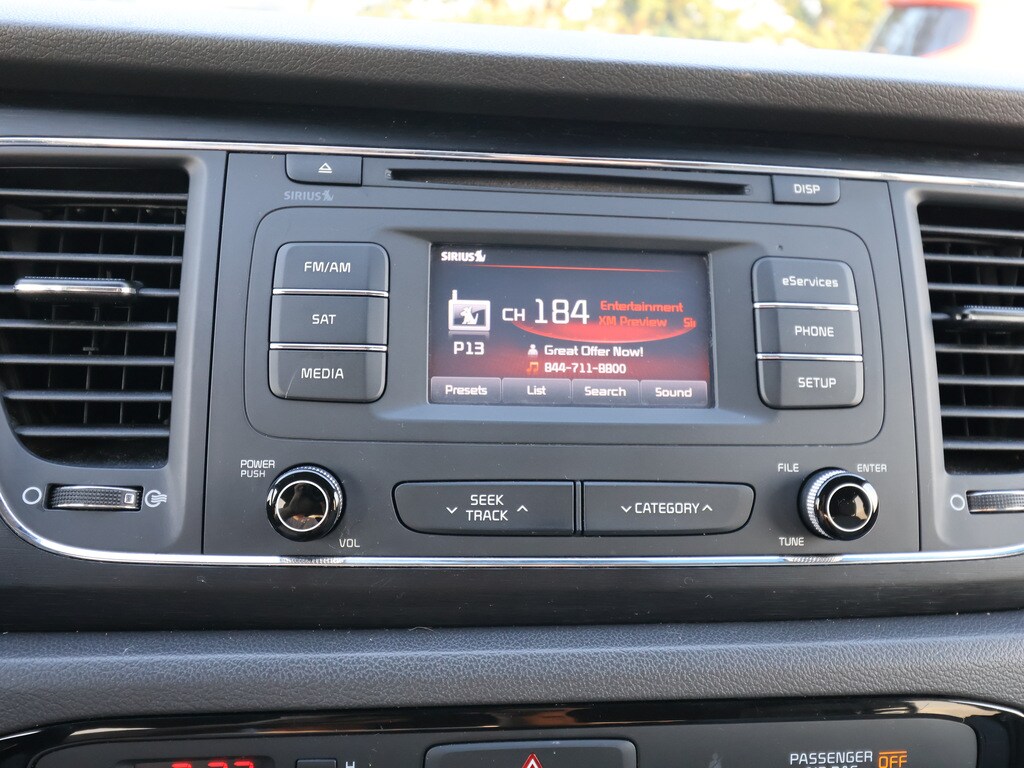 SIRIUS
DISP
FM/AM
SAT
MEDIA
SIRIUS
CH 184
Entertainment
XM Preview
P13
Great Offer Now!
844-711-8800
Presets List Search Sound
eServices
PHONE
SETUP
POWER
PUSH
VOL
SEEK
TRACK
CATEGORY
FILE
ENTER
TUNE
PASSENGER
OFF